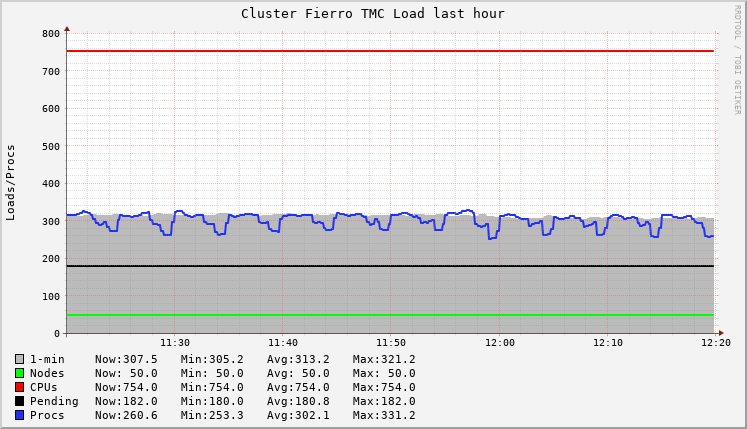 Cluster Fierro TMC Load last hour
RRDTOOL / TOBI OETIKER
Loads/Procs
800
700
600
500
400
300
200
100
0
11:30 11:40 11:50 12:00 12:10 12:20
1-min Now:307.5 Min:305.2 Avg:313.2 Max:321.2
Nodes Now: 50.0 Min: 50.0 Avg: 50.0 Max: 50.0
CPUs Now:754.0 Min:754.0 Avg:754.0 Max:754.0
Pending Now:182.0 Min:180.0 Avg:180.8 Max:182.0
Procs Now:260.6 Min:253.3 Avg:302.1 Max:331.2